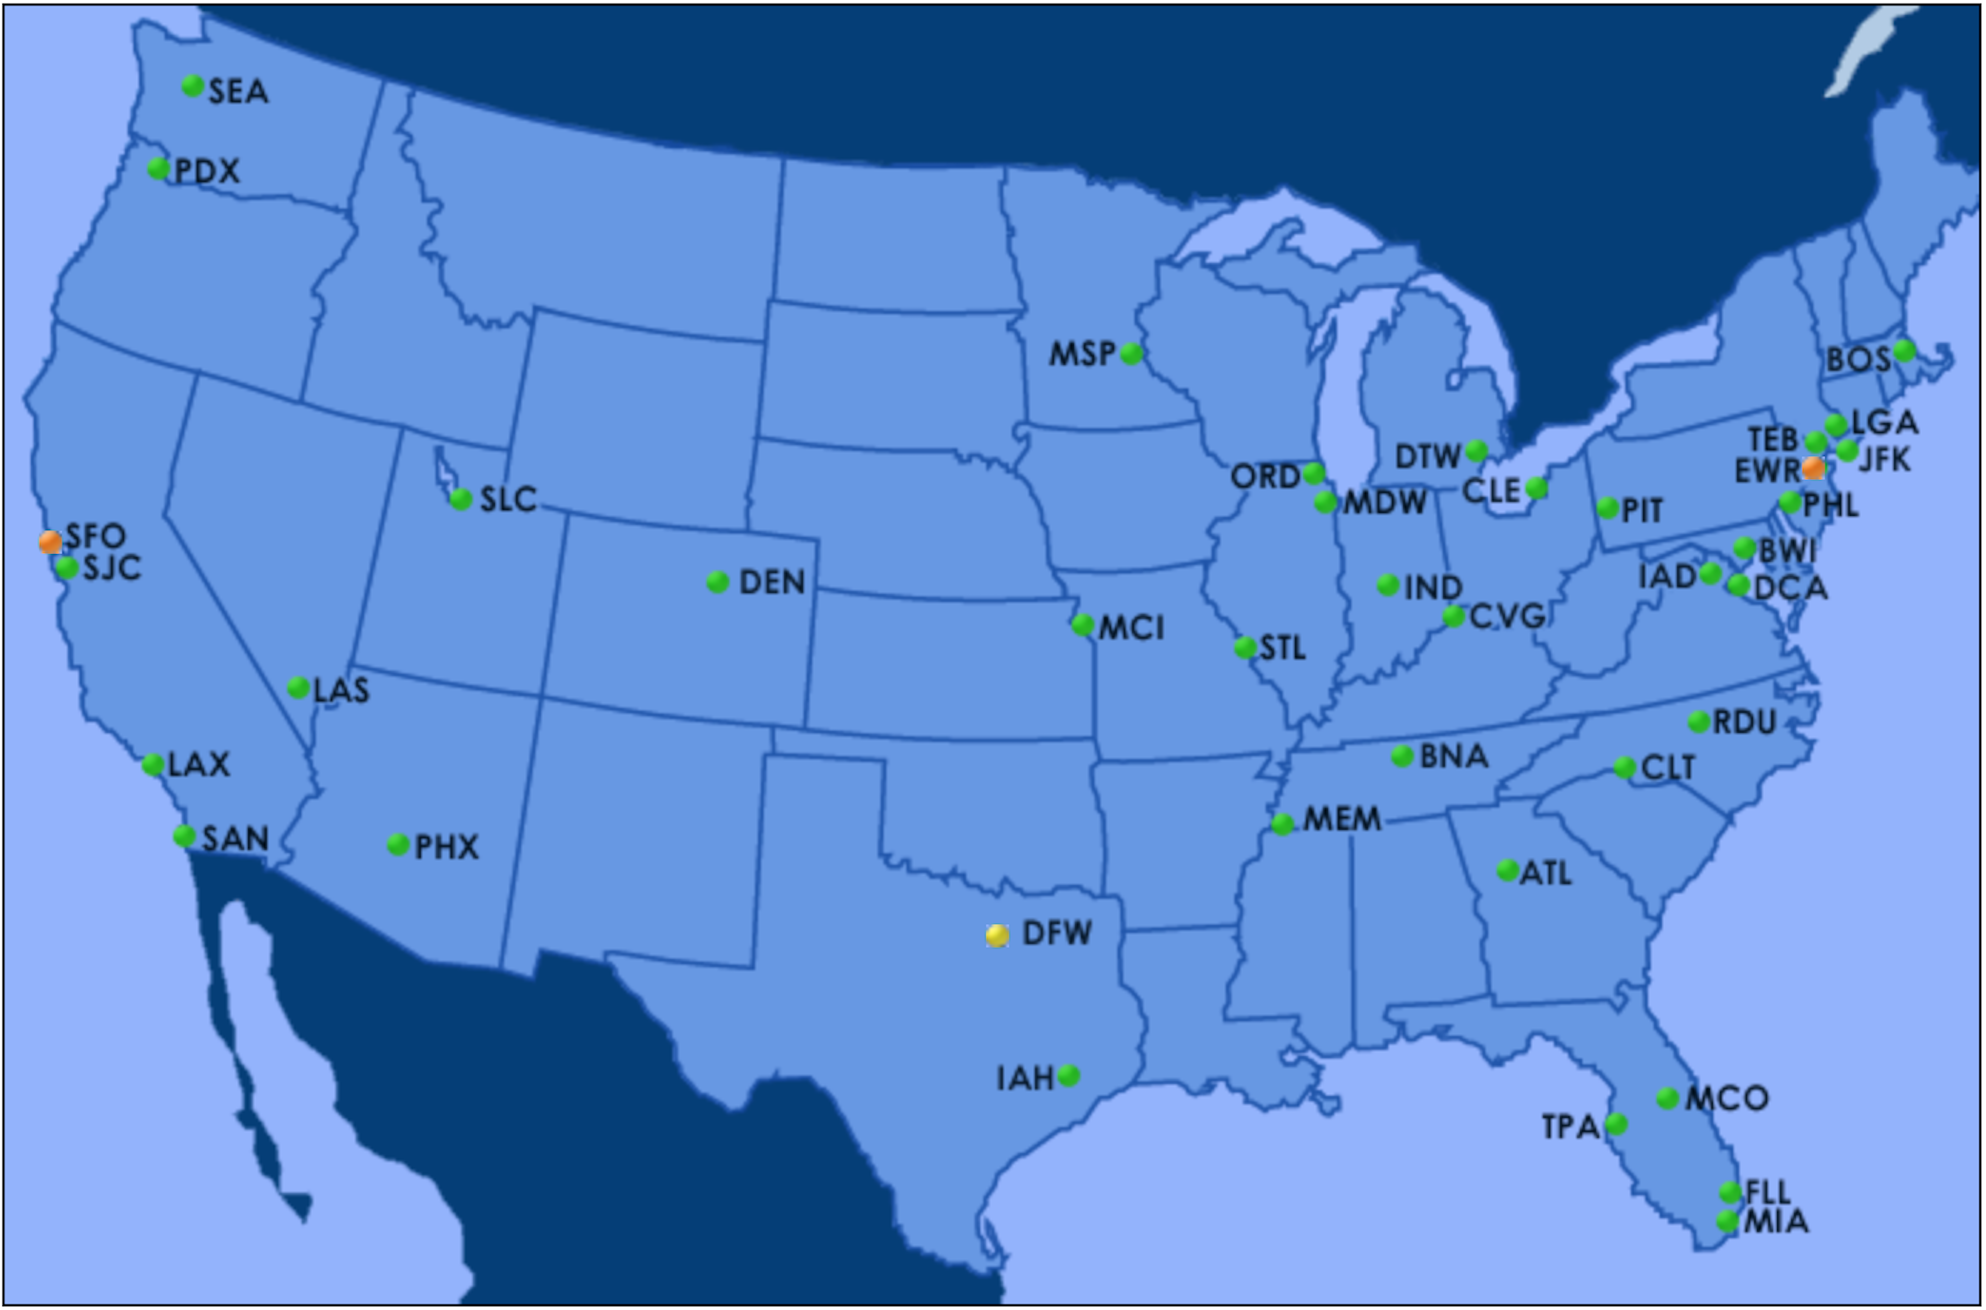 SEA
PDX
MSP
BOS
LGA
TEB
JFK
DTW
EWR
ORD
CLE
MDW
SLC
PIT
PHL
SFO
SJC
BWI
DEN
IAD
DCA
IND
CVG
MCI
STL
LAS
RDU
BNA
LAX
CLT
MEM
SAN
PHX
ATL
DFW
IAH
MCO
TPA
FLL
MIA